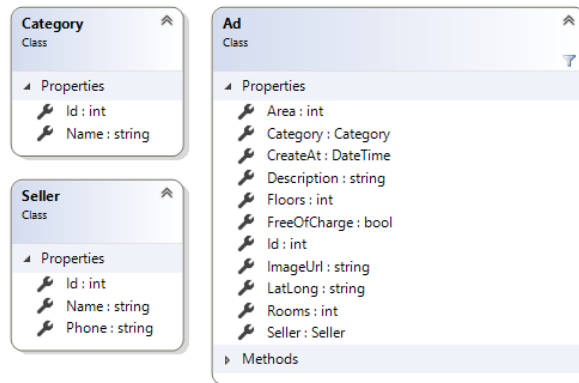 Category
Class
Properties
Id : int
Name : string
Seller
Class
Properties
Id : int
Name : string
Phone : string
Ad
Class
Properties
Area : int
Category : Category
CreateAt : DateTime
Description : string
Floors : int
FreeOfCharge : bool
Id : int
ImageUrl : string
LatLong : string
Rooms : int
Seller : Seller
Methods